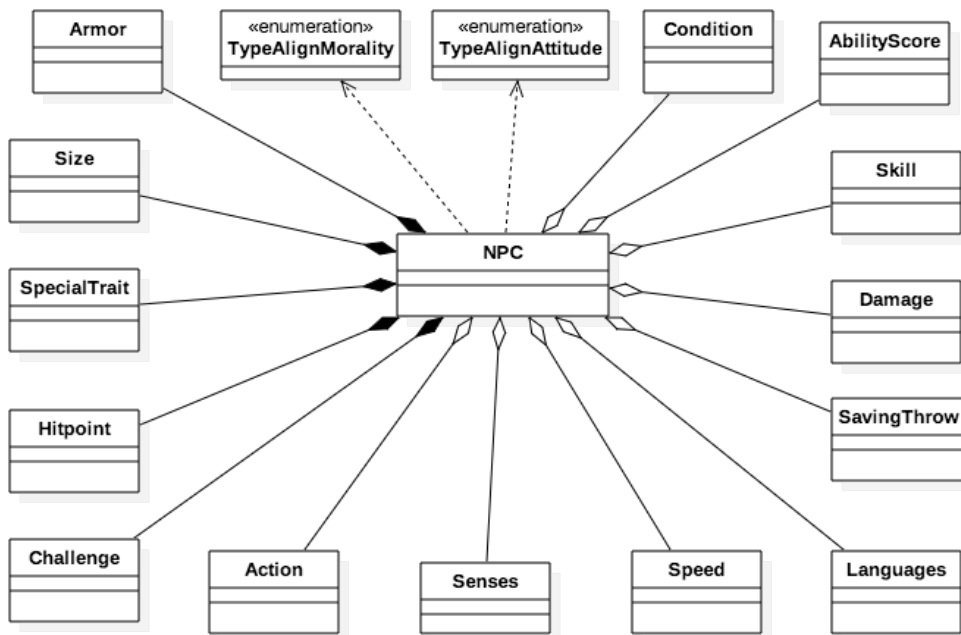 Armor
«enumeration»
TypeAlignMorality
«enumeration»
TypeAlignAttitude
Condition
AbilityScore
Size
Skill
NPC
SpecialTrait
Damage
Hitpoint
SavingThrow
Challenge
Action
Senses
Speed
Languages